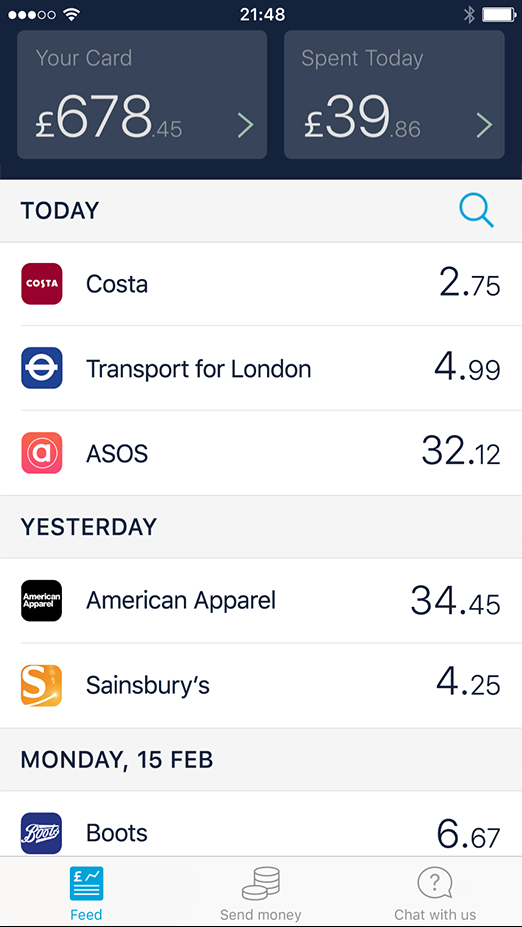 21:48
Your Card
£678.45
Spent Today
£39.86
TODAY
COSTA
Costa
2.75
Transport for London
4.99
a
ASOS
32.12
YESTERDAY
American
Apparel
American Apparel
34.45
S
Sainsbury’s
4.25
MONDAY, 15 FEB
Boots
Boots
6.67
£
Feed
Send money
?
Chat with us